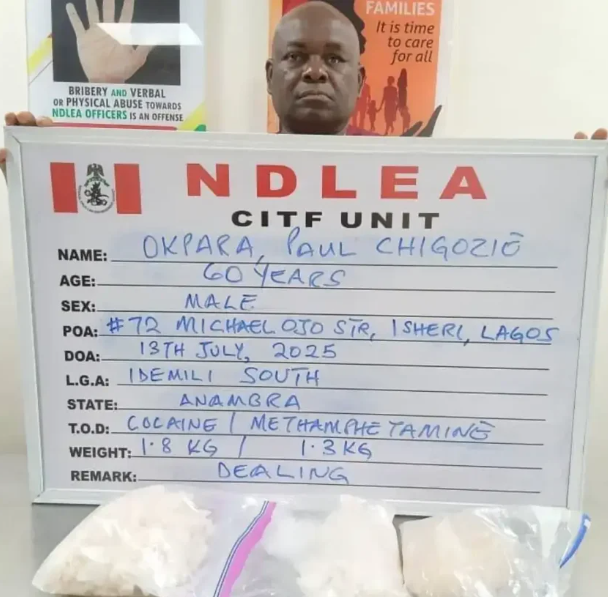 BRIBERY AND VERBAL
OR PHYSICAL ABUSE TOWARDS
NDLEA OFFICERS IS AN OFFENSE
FAMILIES
It is time
to care
for all
NDLEA
CITF UNIT
NAME: OKPARA, PAUL CHIGOZIE
AGE: 60 YEARS
SEX: MALE
POA: #72 MICHAEL OJO STR, ISHERI, LAGOS
DOA: 13TH JULY, 2025
L.G.A: IDEMILI SOUTH
STATE: ANAMBRA
T.O.D: COCAINE / METHAMPHETAMINE
WEIGHT: 1.8 KG / 1.3 KG
REMARK: DEALING